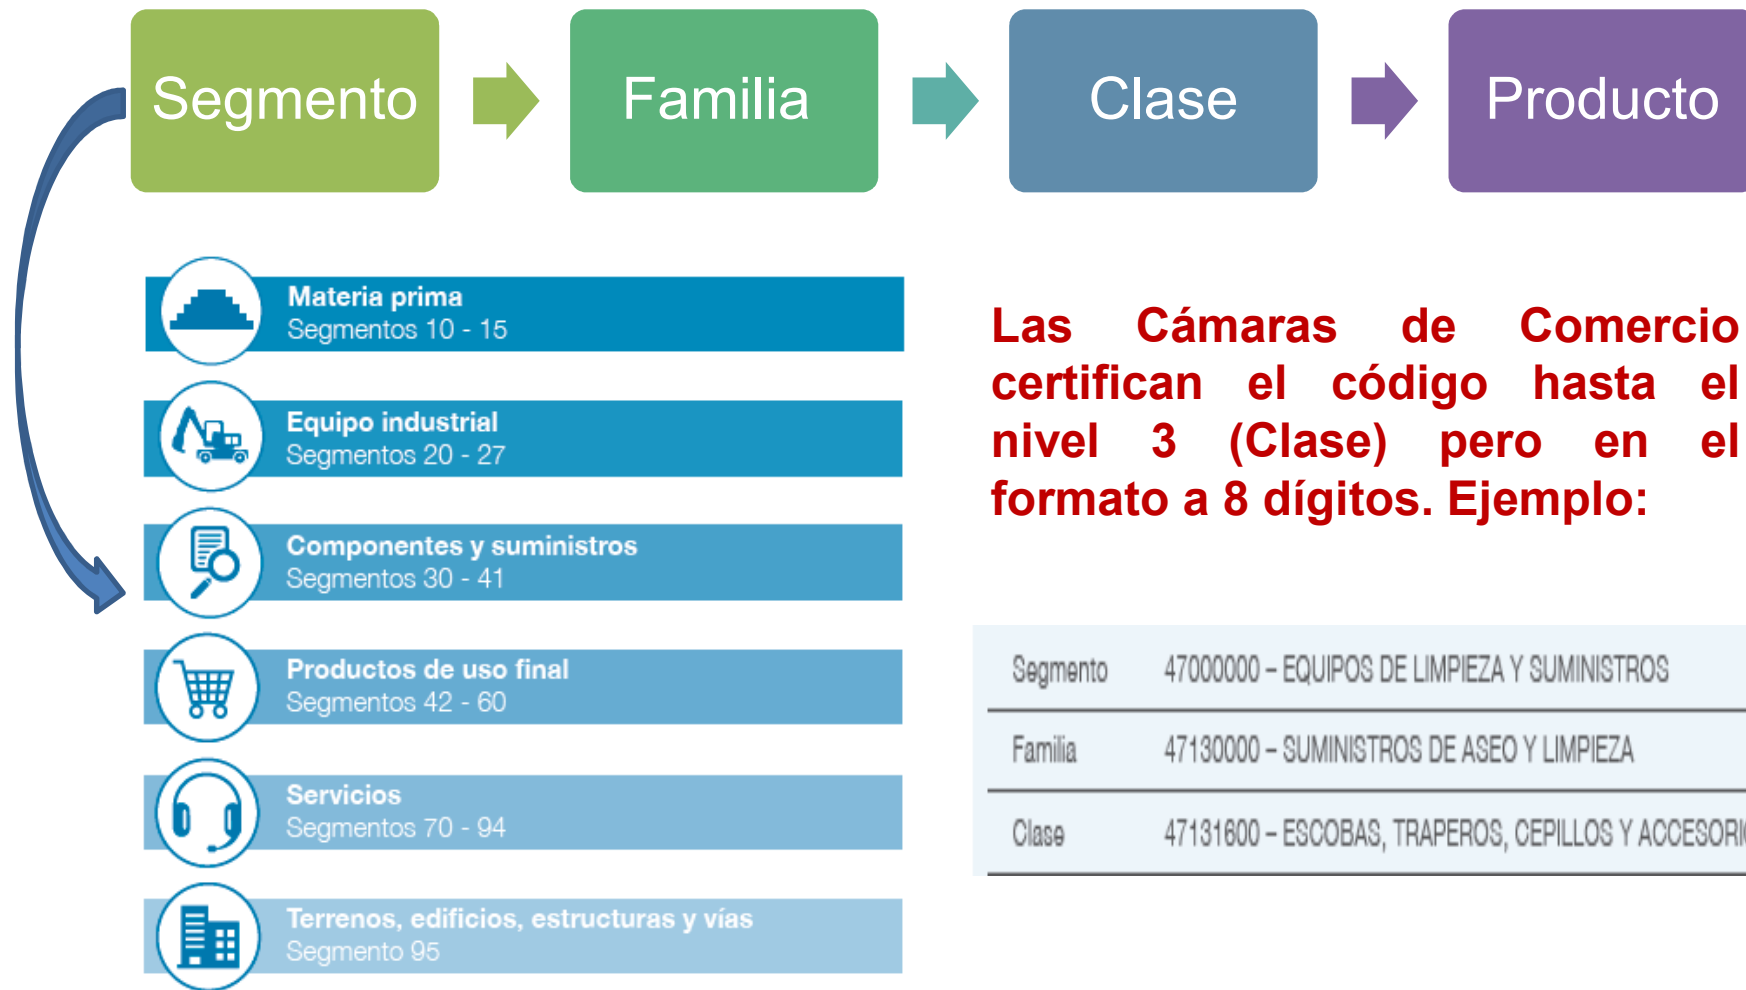 Segmento
Familia
Clase
Producto
Materia prima
Segmentos 10 - 15
Equipo industrial
Segmentos 20 - 27
Componentes y suministros
Segmentos 30 - 41
Productos de uso final
Segmentos 42 - 60
Servicios
Segmentos 70 - 94
Terrenos, edificios, estructuras y vías
Segmento 95
Las Cámaras de Comercio
certifican el código hasta el
nivel 3 (Clase) pero en el
formato a 8 dígitos. Ejemplo:
Segmento 47000000 – EQUIPOS DE LIMPIEZA Y SUMINISTROS
Familia 47130000 – SUMINISTROS DE ASEO Y LIMPIEZA
Clase 47131600 – ESCOBAS, TRAPEROS, CEPILLOS Y